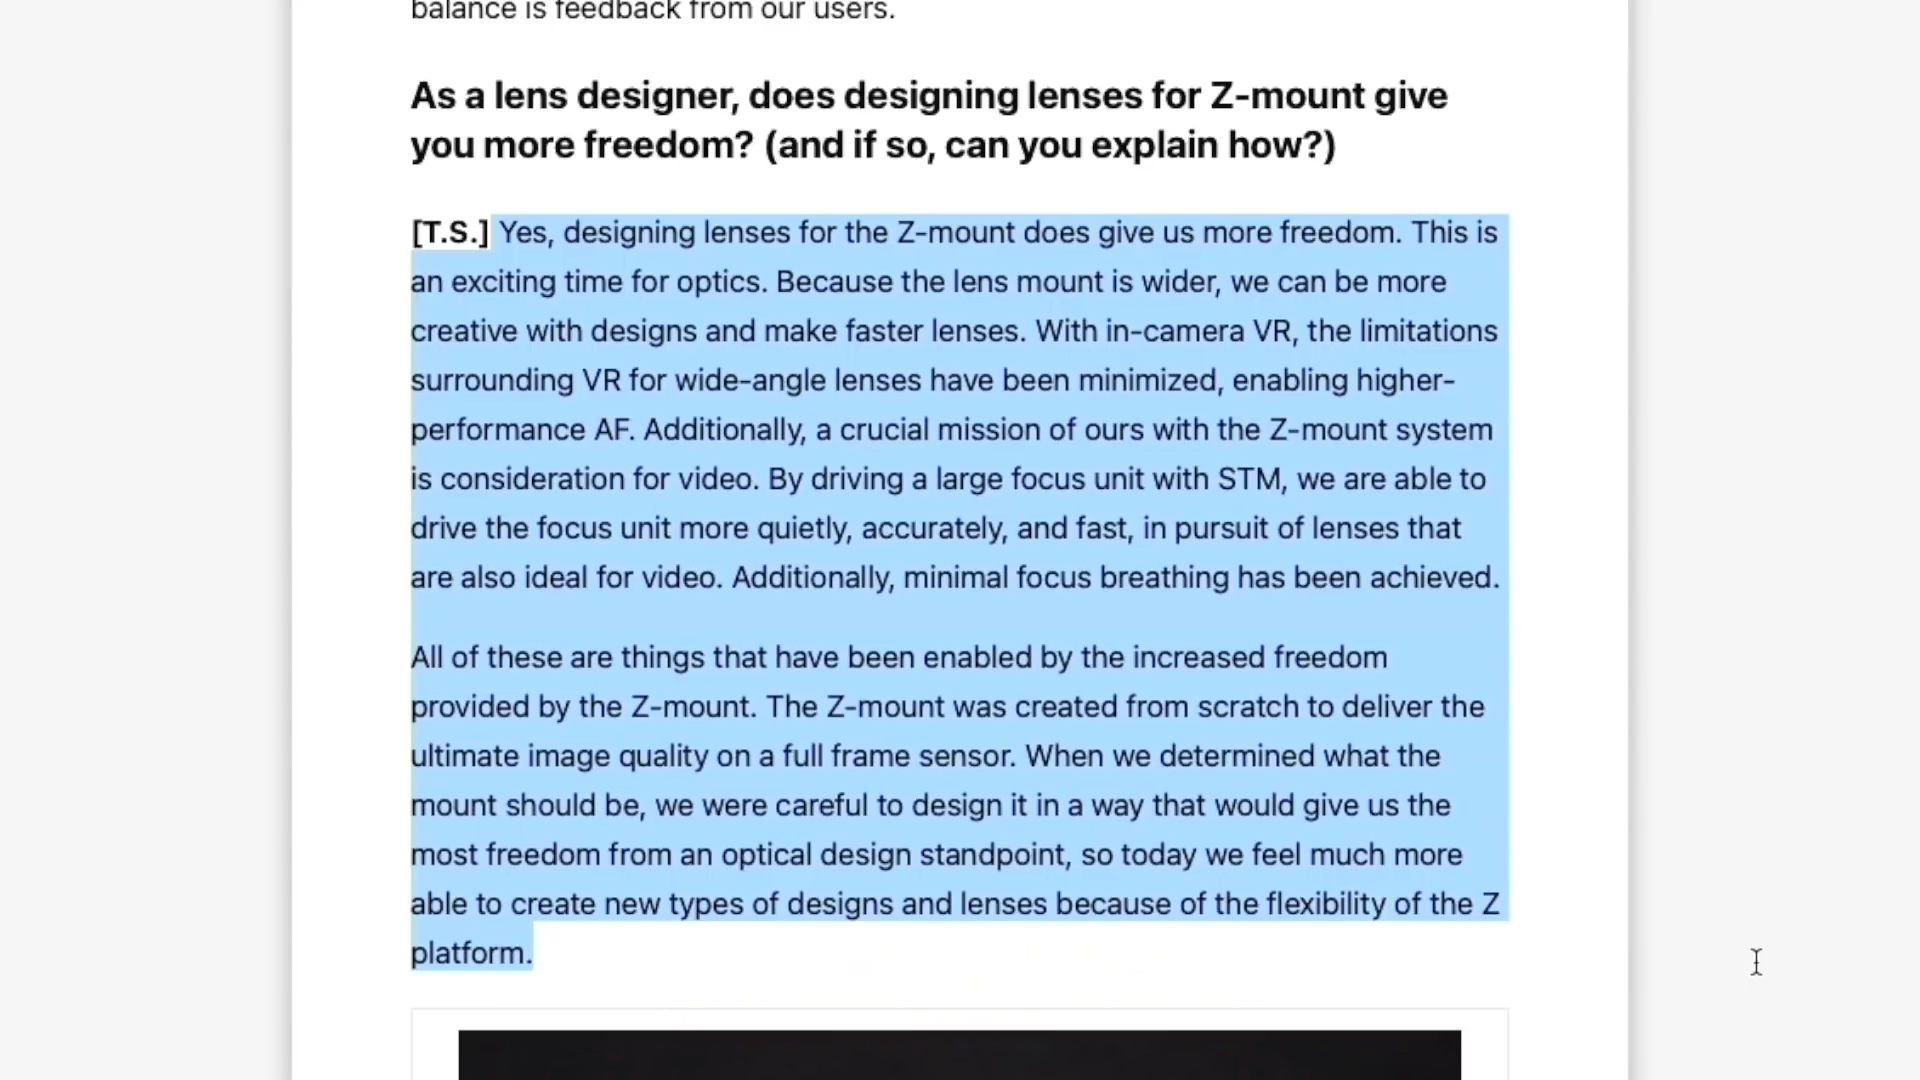 balance is feedback from our users.
As a lens designer, does designing lenses for Z-mount give
you more freedom? (and if so, can you explain how?)
[T.S.] Yes, designing lenses for the Z-mount does give us more freedom. This is
an exciting time for optics. Because the lens mount is wider, we can be more
creative with designs and make faster lenses. With in-camera VR, the limitations
surrounding VR for wide-angle lenses have been minimized, enabling higher-
performance AF. Additionally, a crucial mission of ours with the Z-mount system
is consideration for video. By driving a large focus unit with STM, we are able to
drive the focus unit more quietly, accurately, and fast, in pursuit of lenses that
are also ideal for video. Additionally, minimal focus breathing has been achieved.
All of these are things that have been enabled by the increased freedom
provided by the Z-mount. The Z-mount was created from scratch to deliver the
ultimate image quality on a full frame sensor. When we determined what the
mount should be, we were careful to design it in a way that would give us the
most freedom from an optical design standpoint, so today we feel much more
able to create new types of designs and lenses because of the flexibility of the Z
platform.